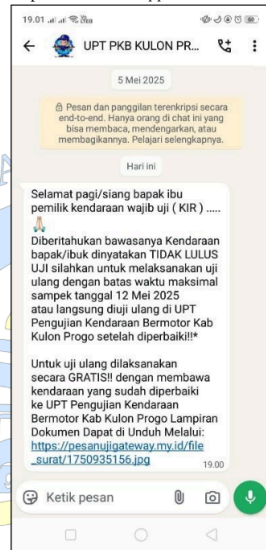 19.01
UPT PKB KULON PR...
5 Mei 2025
Pesan dan panggilan terenkripsi secara
end-to-end. Hanya orang di chat ini yang
bisa membaca, mendengarkan, atau
membagikannya. Pelajari selengkapnya.
Hari ini
Selamat pagi/siang bapak ibu
pemilik kendaraan wajib uji ( KIR ) .....
🙏🏻
Diberitahukan bawasanya Kendaraan
bapak/ibuk dinyatakan TIDAK LULUS
UJI silahkan untuk melaksanakan uji
ulang dengan batas waktu maksimal
sampek tanggal 12 Mei 2025
atau langsung diuji ulang di UPT
Pengujian Kendaraan Bermotor Kab
Kulon Progo setelah diperbaiki!!*
Untuk uji ulang dilaksanakan
secara GRATIS!! dengan membawa
kendaraan yang sudah diperbaiki
ke UPT Pengujian Kendaraan
Bermotor Kab Kulon Progo Lampiran
Dokumen Dapat di Unduh Melalui:
https://pesanujigateway.my.id/file
_surat/1750935156.jpg
19.00
Ketik pesan